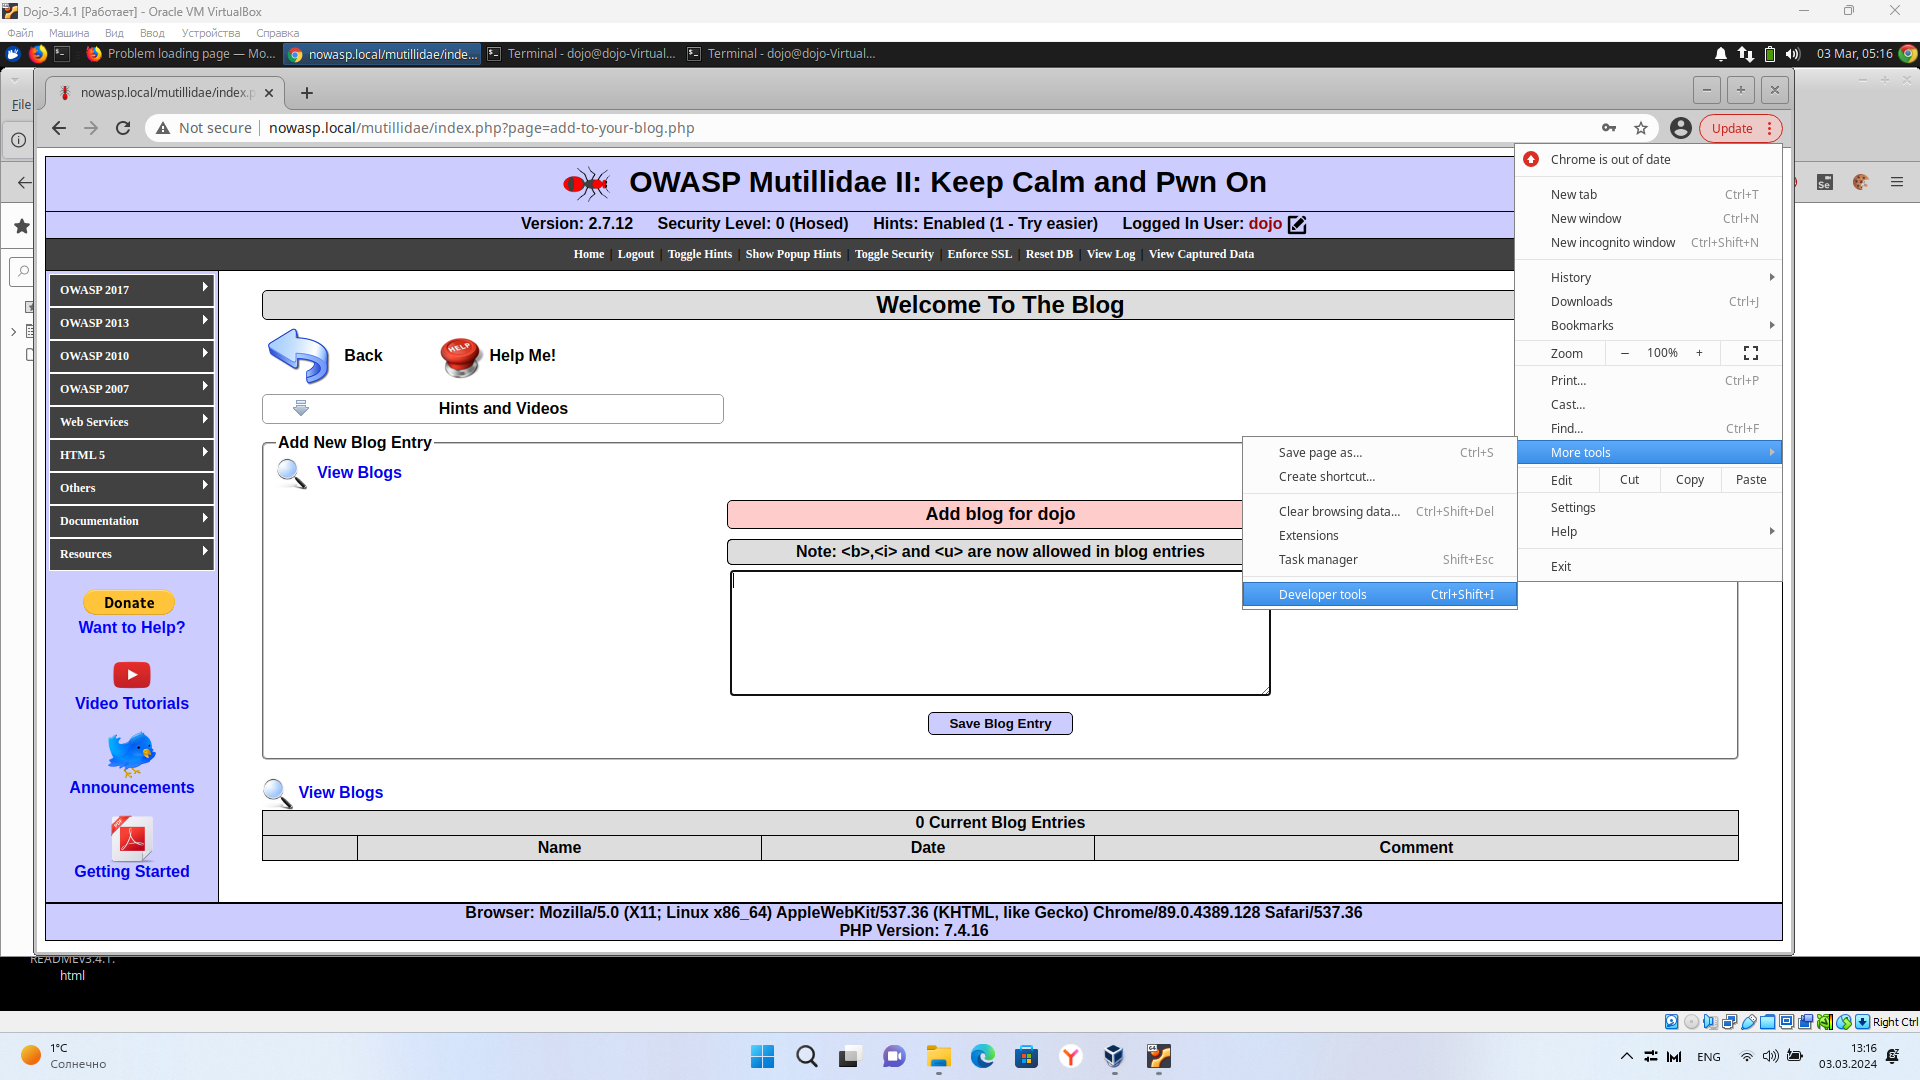 Dojo-3.4.1 [Работает] - Oracle VM VirtualBox
Файл Машина Вид Ввод Устройства Справка
Problem loading page — Mo...
nowasp.local/mutillidae/inde...
Terminal - dojo@dojo-Virtual...
Terminal - dojo@dojo-Virtual...
03 Mar, 05:16
nowasp.local/mutillidae/index.p
File
Not secure
nowasp.local/mutillidae/index.php?page=add-to-your-blog.php
Update
OWASP Mutillidae II: Keep Calm and Pwn On
Version: 2.7.12 Security Level: 0 (Hosed) Hints: Enabled (1 - Try easier) Logged In User: dojo
Home | Logout | Toggle Hints | Show Popup Hints | Toggle Security | Enforce SSL | Reset DB | View Log | View Captured Data
OWASP 2017
OWASP 2013
OWASP 2010
OWASP 2007
Web Services
HTML 5
Others
Documentation
Resources
Donate
Want to Help?
Video Tutorials
Announcements
PDF
Getting Started
Welcome To The Blog
Back
HELP
Help Me!
Hints and Videos
Add New Blog Entry
View Blogs
Add blog for dojo
Note: <b>,<i> and <u> are now allowed in blog entries
Save Blog Entry
View Blogs
0 Current Blog Entries
Name Date Comment
Browser: Mozilla/5.0 (X11; Linux x86_64) AppleWebKit/537.36 (KHTML, like Gecko) Chrome/89.0.4389.128 Safari/537.36
PHP Version: 7.4.16
Chrome is out of date
New tab Ctrl+T
New window Ctrl+N
New incognito window Ctrl+Shift+N
History
Downloads Ctrl+J
Bookmarks
Zoom – 100% +
Print... Ctrl+P
Cast...
Find... Ctrl+F
More tools
Edit Cut Copy Paste
Settings
Help
Exit
Save page as... Ctrl+S
Create shortcut...
Clear browsing data... Ctrl+Shift+Del
Extensions
Task manager Shift+Esc
Developer tools Ctrl+Shift+I
Se
READMEv3.4.1.
html
Right Ctrl
1°C
Солнечно
ENG
13:16
03.03.2024